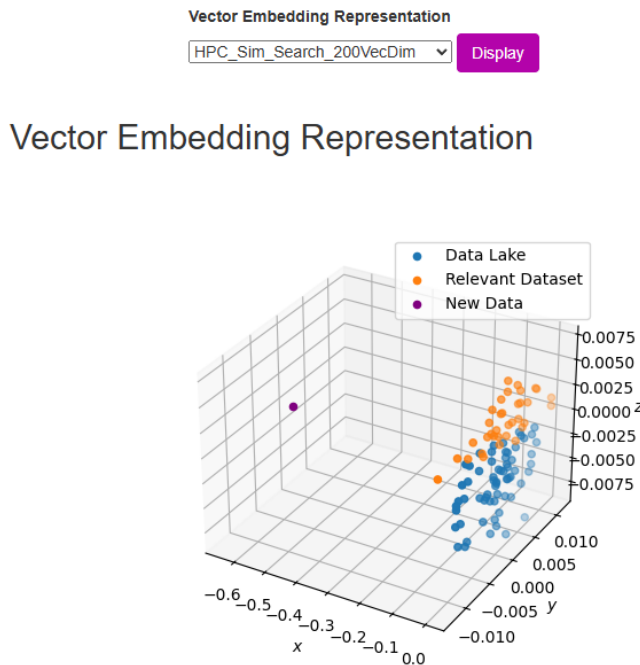 Vector Embedding Representation
HPC_Sim_Search_200VecDim
Display
Vector Embedding Representation
Data Lake
Relevant Dataset
New Data
0.0075
0.0050
0.0025
0.0000
z
−0.0025
−0.0050
−0.0075
0.010
0.005
0.000
−0.005
−0.010
y
−0.6
−0.5
−0.4
−0.3
−0.2
−0.1
0.0
x